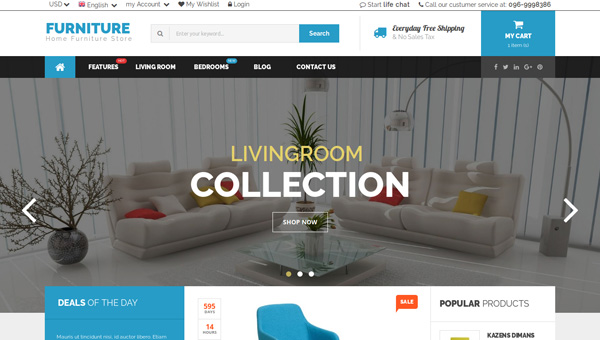 USD English my Account My Wishlist Login Start life chat Call our custumer service at: 096-9998386
FURNITURE
Home Furniture Store
Enter your keyword...
Search
Everyday Free Shipping
& No Sales Tax
MY CART
1 item (s)
HOT NEW
FEATURES LIVING ROOM BEDROOMS BLOG CONTACT US
LIVINGROOM
COLLECTION
SHOP NOW
DEALS OF THE DAY
595
DAYS
14
HOURS
SALE
POPULAR PRODUCTS
KAZENS DIMANS
Mauris ut tincidunt nisi, id auctor libero. Etiam